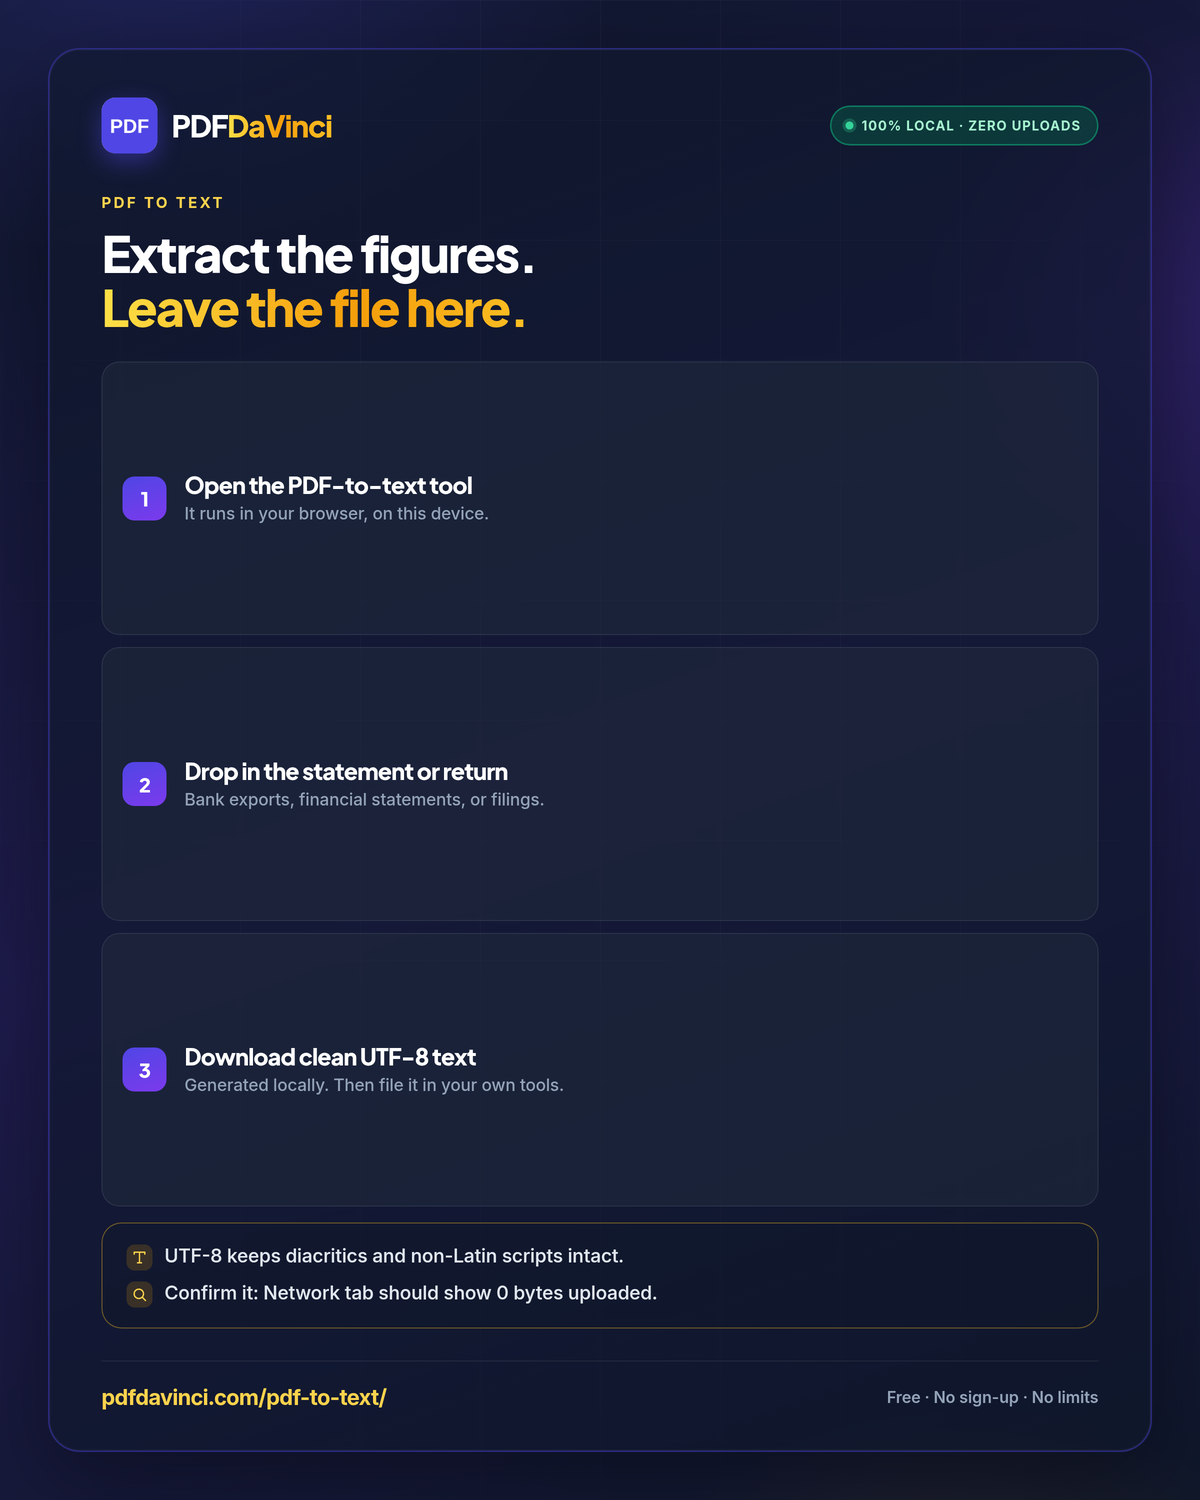 PDF PDFDaVinci
100% LOCAL · ZERO UPLOADS
PDF TO TEXT
Extract the figures.
Leave the file here.
1 Open the PDF-to-text tool
It runs in your browser, on this device.
2 Drop in the statement or return
Bank exports, financial statements, or filings.
3 Download clean UTF-8 text
Generated locally. Then file it in your own tools.
T UTF-8 keeps diacritics and non-Latin scripts intact.
Confirm it: Network tab should show 0 bytes uploaded.
pdfdavinci.com/pdf-to-text/
Free · No sign-up · No limits